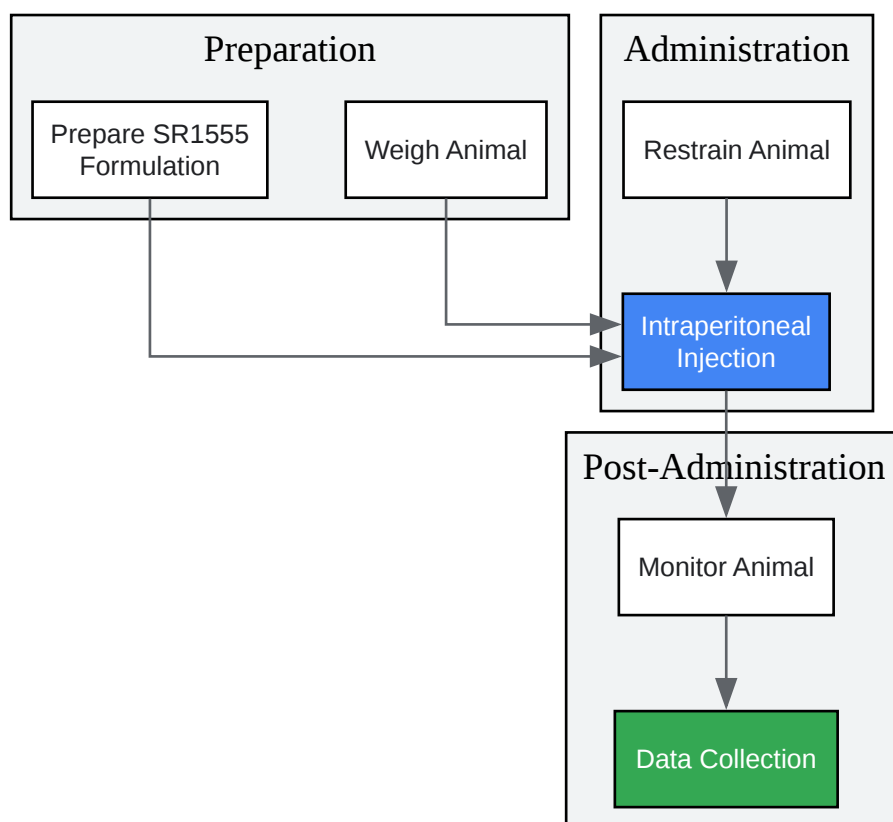 Preparation
Administration
Prepare SR1555
Formulation
Weigh Animal
Restrain Animal
Intraperitoneal
Injection
Post-Administration
Monitor Animal
Data Collection